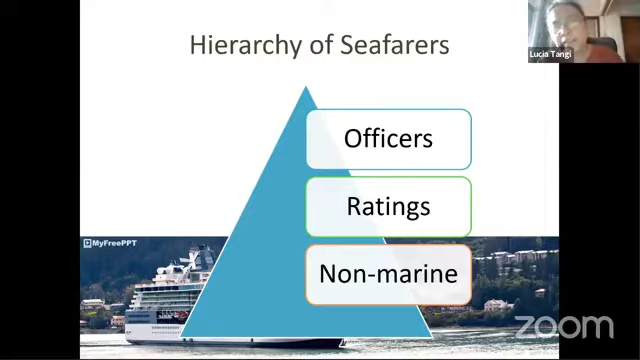 Hierarchy of Seafarers
Lucia Tangi
Officers
Ratings
Non-marine
MyFreePPT
zoom